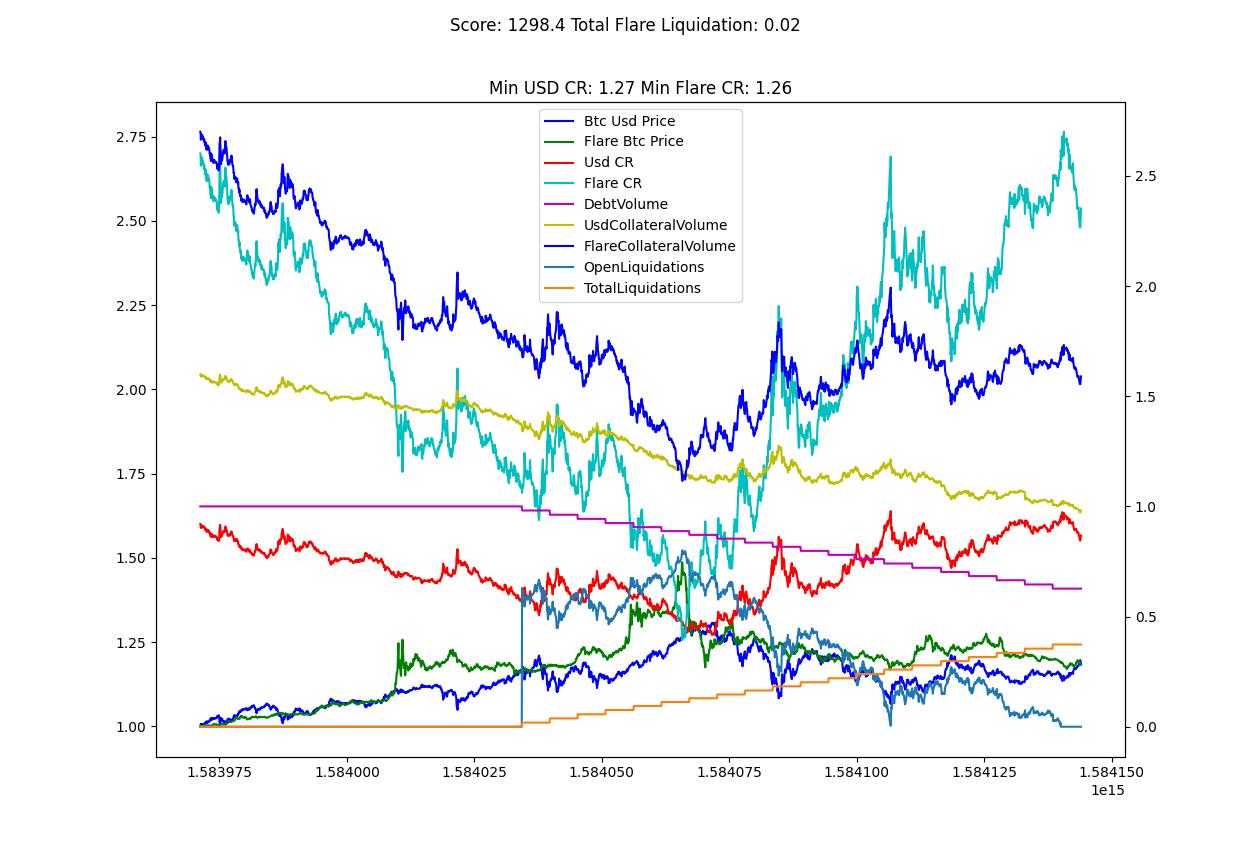 Score: 1298.4 Total Flare Liquidation: 0.02
Min USD CR: 1.27 Min Flare CR: 1.26
Btc Usd Price
Flare Btc Price
Usd CR
Flare CR
DebtVolume
UsdCollateralVolume
FlareCollateralVolume
OpenLiquidations
TotalLiquidations
2.75
2.50
2.25
2.00
1.75
1.50
1.25
1.00
2.5
2.0
1.5
1.0
0.5
0.0
1.583975 1.584000 1.584025 1.584050 1.584075 1.584100 1.584125 1.584150
1e15